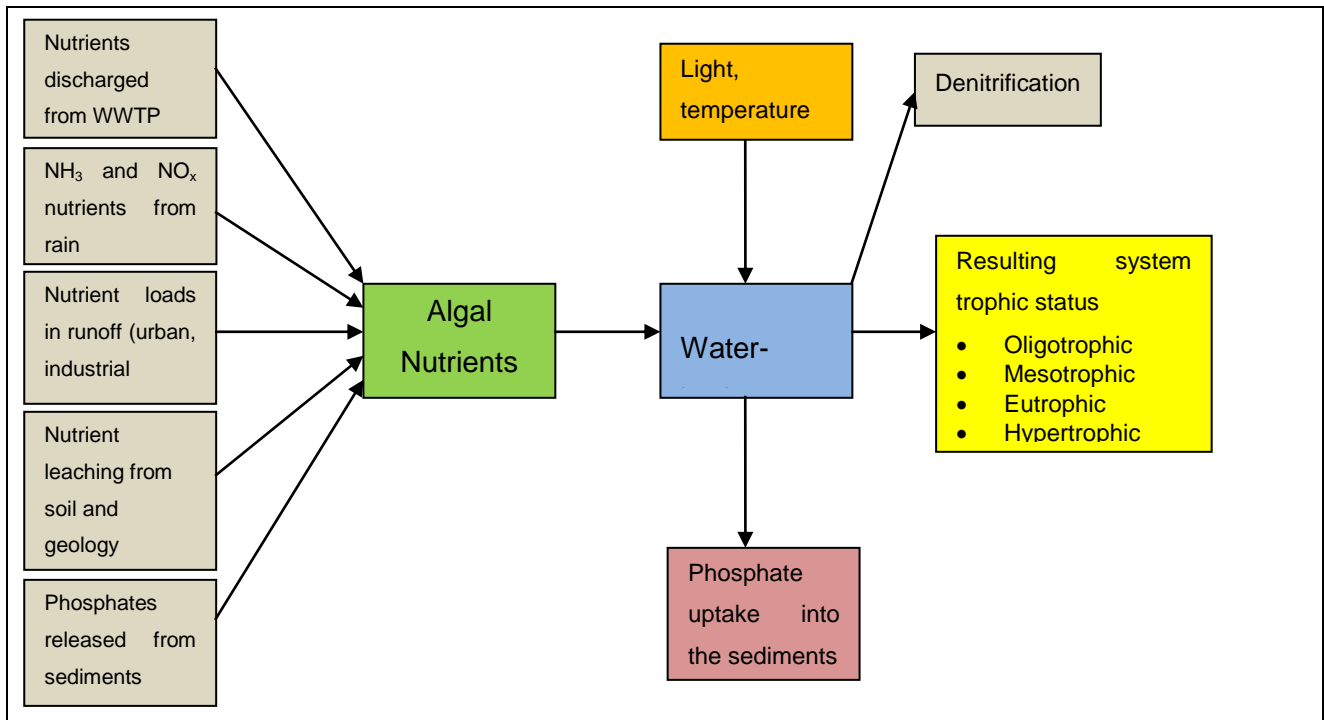 Nutrients
discharged
from WWTP
NH₃ and NOₓ
nutrients from
rain
Nutrient loads
in runoff (urban,
industrial
Nutrient
leaching from
soil and
geology
Phosphates
released from
sediments
Algal
Nutrients
Light,
temperature
Water-
Phosphate
uptake into
the sediments
Denitrification
Resulting system
trophic status
• Oligotrophic
• Mesotrophic
• Eutrophic
• Hypertrophic